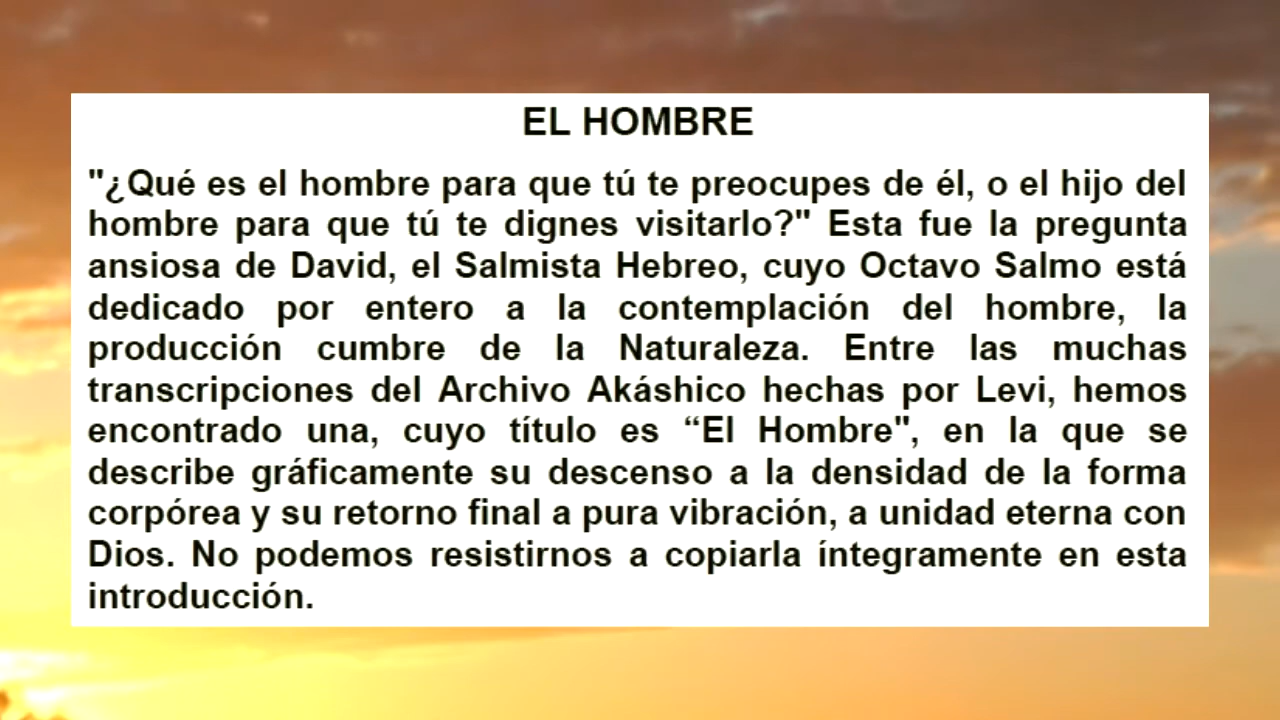 EL HOMBRE
"¿Qué es el hombre para que tú te preocupes de él, o el hijo del
hombre para que tú te dignes visitarlo?" Esta fue la pregunta
ansiosa de David, el Salmista Hebreo, cuyo Octavo Salmo está
dedicado por entero a la contemplación del hombre, la
producción cumbre de la Naturaleza. Entre las muchas
transcripciones del Archivo Akáshico hechas por Levi, hemos
encontrado una, cuyo título es “El Hombre", en la que se
describe gráficamente su descenso a la densidad de la forma
corpórea y su retorno final a pura vibración, a unidad eterna con
Dios. No podemos resistirnos a copiarla íntegramente en esta
introducción.